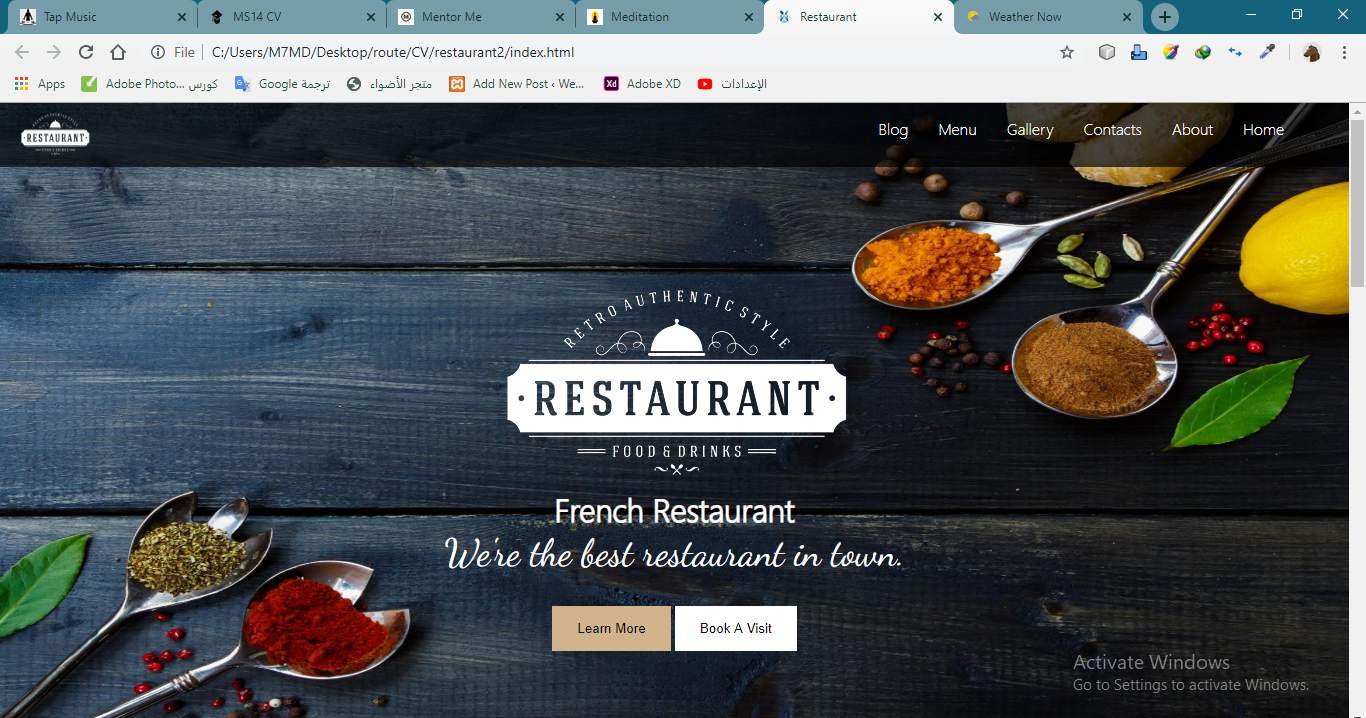 Tap Music
MS14 CV
Mentor Me
Meditation
Restaurant
Weather Now
File
C:/Users/M7MD/Desktop/route/CV/restaurant2/index.html
Apps
Adobe Photo... كورس
ترجمة Google
متجر الأضواء
Add New Post ‹ We...
Xd
Adobe XD
الإعدادات
RESTAURANT
Blog
Menu
Gallery
Contacts
About
Home
RETRO AUTHENTIC STYLE
· RESTAURANT ·
FOOD & DRINKS
French Restaurant
We're the best restaurant in town.
Learn More
Book A Visit
Activate Windows
Go to Settings to activate Windows.